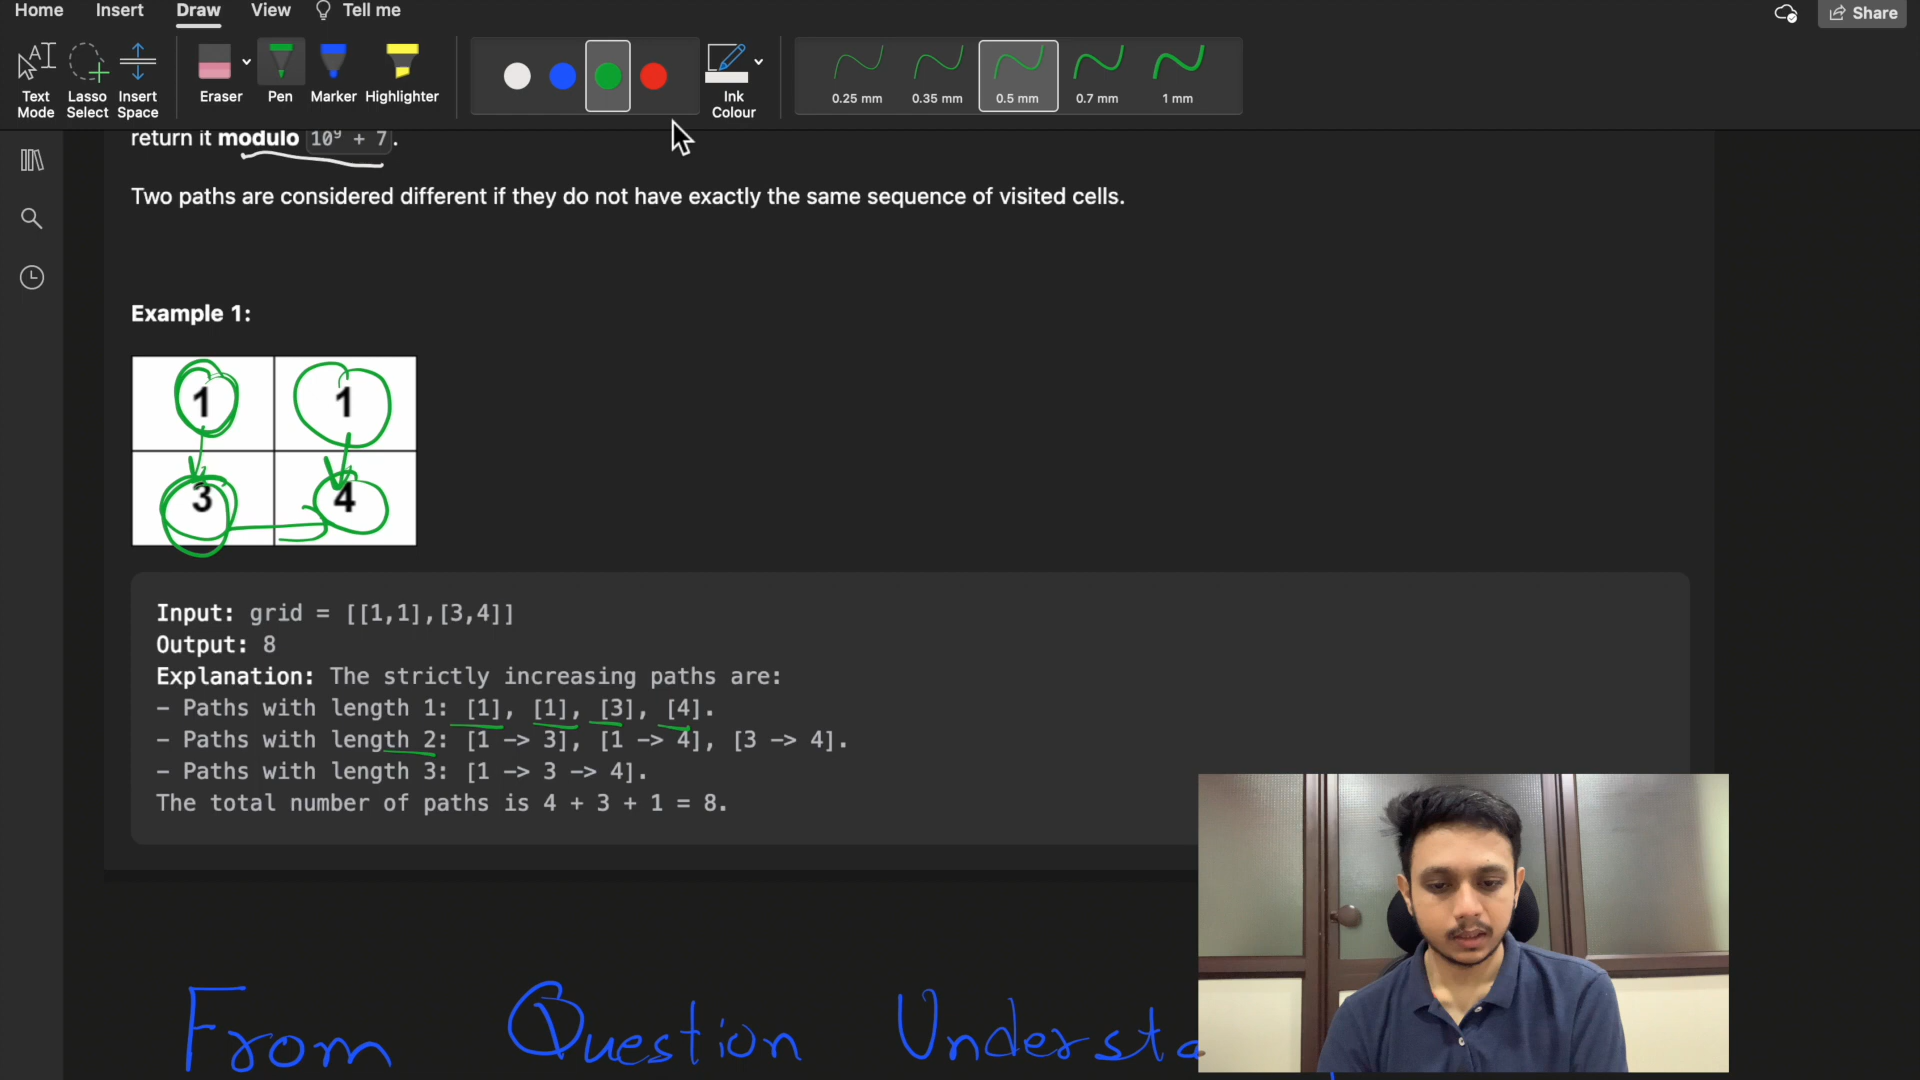 Home Insert Draw View Tell me Share
Text Mode Lasso Select Insert Space Eraser Pen Marker Highlighter Ink Colour 0.25 mm 0.35 mm 0.5 mm 0.7 mm 1 mm
return it modulo 10⁹ + 7 .
Two paths are considered different if they do not have exactly the same sequence of visited cells.
Example 1:
1 1
3 4
Input: grid = [[1,1],[3,4]]
Output: 8
Explanation: The strictly increasing paths are:
- Paths with length 1: [1], [1], [3], [4].
- Paths with length 2: [1 -> 3], [1 -> 4], [3 -> 4].
- Paths with length 3: [1 -> 3 -> 4].
The total number of paths is 4 + 3 + 1 = 8.
From Question Understa